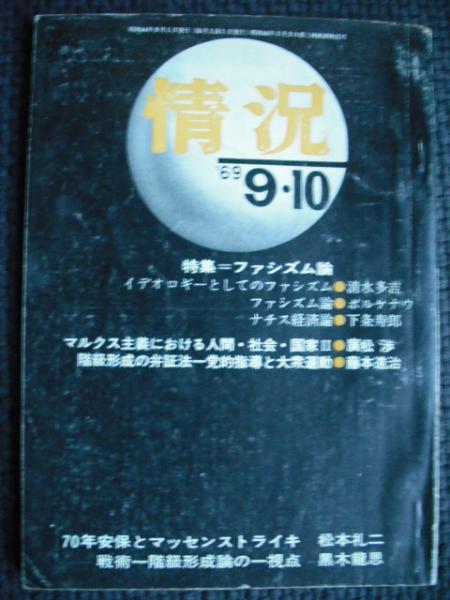 情況
'69
9・10
特集=ファシズム論
イデオロギーとしてのファシズム●清水多吉
ファシズム論●ボルケナウ
ナチス経済論●下条寿郎
マルクス主義における人間・社会・国家Ⅲ●廣松渉
階級形成の弁証法―党的指導と大衆運動●藤本進治
70年安保とマッセンストライキ 松本礼二
戦術―階級形成論の一視点 黒木龍思